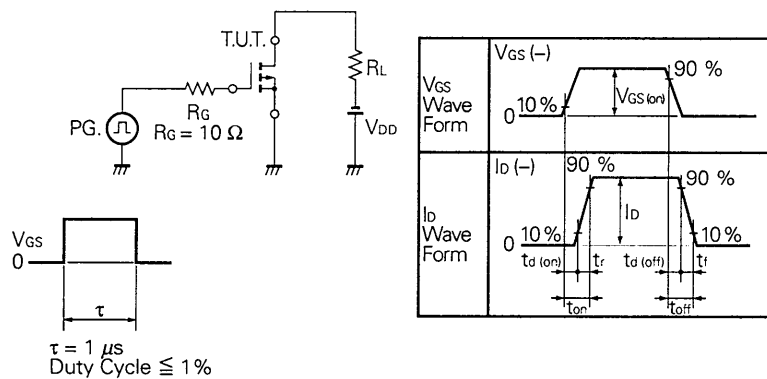 T.U.T.
RL
RG
RG = 10 Ω
PG.
VDD
VGS
0
τ
τ = 1 μs
Duty Cycle ≦ 1%
VGS
Wave
Form
VGS (–)
90 %
10 %
VGS (on)
0
ID
Wave
Form
ID (–)
90 %
90 %
ID
10 %
10 %
0
td (on)
tr
td (off)
tf
ton
toff